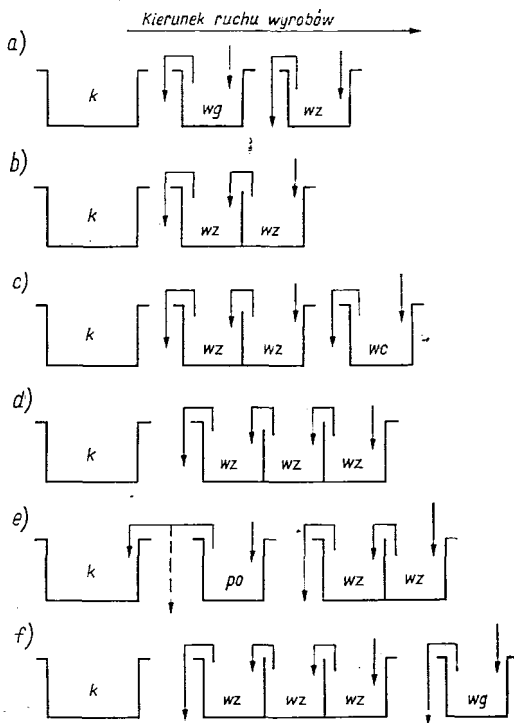 Kierunek ruchu wyrobów
a)
k wg wz
b)
k wz wz
c)
k wz wz wc
d)
k wz wz wz
e)
k po wz wz
f)
k wz wz wz wg